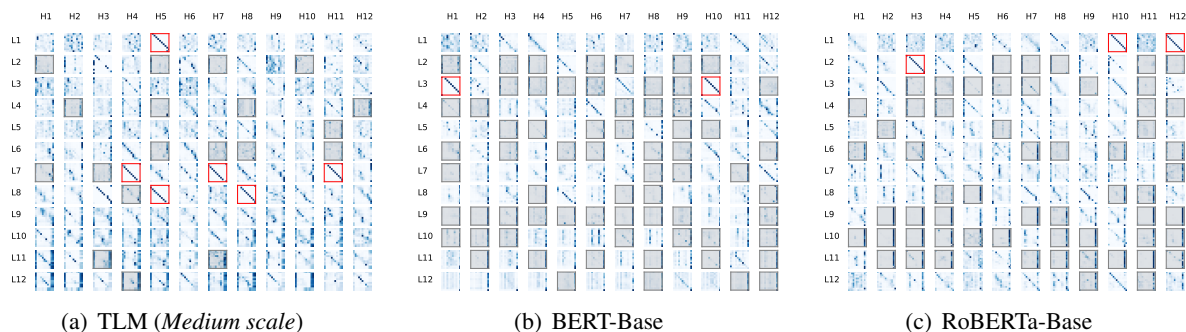 H1 H2 H3 H4 H5 H6 H7 H8 H9 H10 H11 H12
L1
L2
L3
L4
L5
L6
L7
L8
L9
L10
L11
L12
(a) TLM (Medium scale)
H1 H2 H3 H4 H5 H6 H7 H8 H9 H10 H11 H12
L1
L2
L3
L4
L5
L6
L7
L8
L9
L10
L11
L12
(b) BERT-Base
H1 H2 H3 H4 H5 H6 H7 H8 H9 H10 H11 H12
L1
L2
L3
L4
L5
L6
L7
L8
L9
L10
L11
L12
(c) RoBERTa-Base